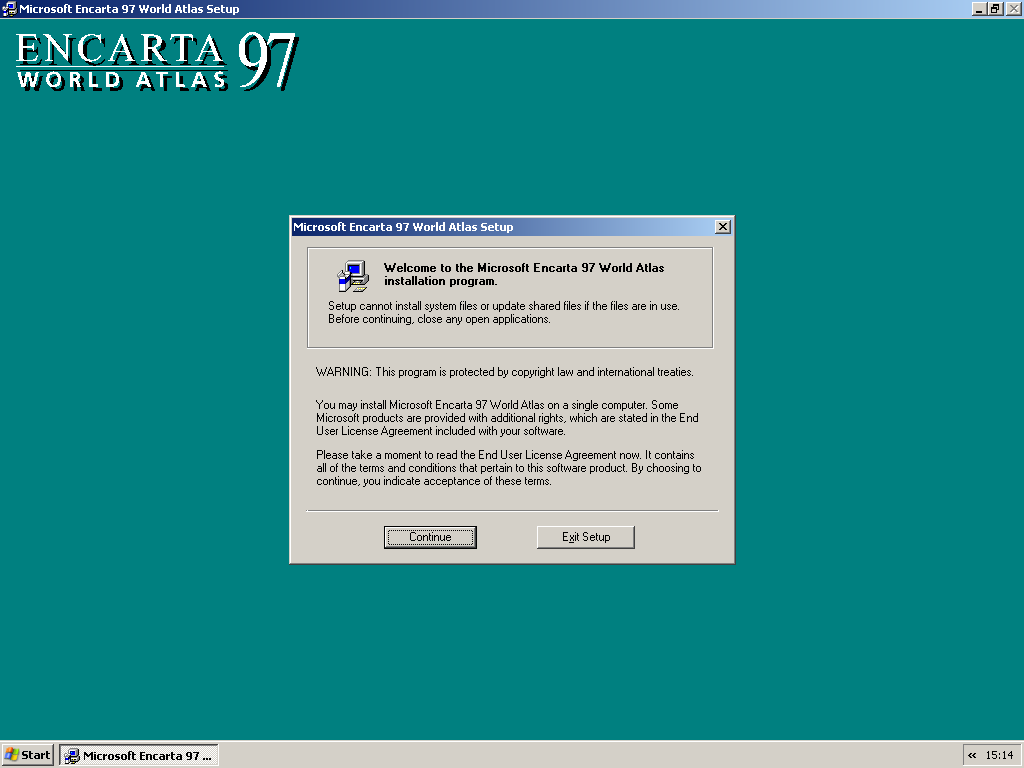 Microsoft Encarta 97 World Atlas Setup
ENCARTA 97
WORLD ATLAS
Microsoft Encarta 97 World Atlas Setup
Welcome to the Microsoft Encarta 97 World Atlas
installation program.
Setup cannot install system files or update shared files if the files are in use.
Before continuing, close any open applications.
WARNING: This program is protected by copyright law and international treaties.
You may install Microsoft Encarta 97 World Atlas on a single computer. Some
Microsoft products are provided with additional rights, which are stated in the End
User License Agreement included with your software.
Please take a moment to read the End User License Agreement now. It contains
all of the terms and conditions that pertain to this software product. By choosing to
continue, you indicate acceptance of these terms.
Continue
Exit Setup
Start
Microsoft Encarta 97 ...
« 15:14